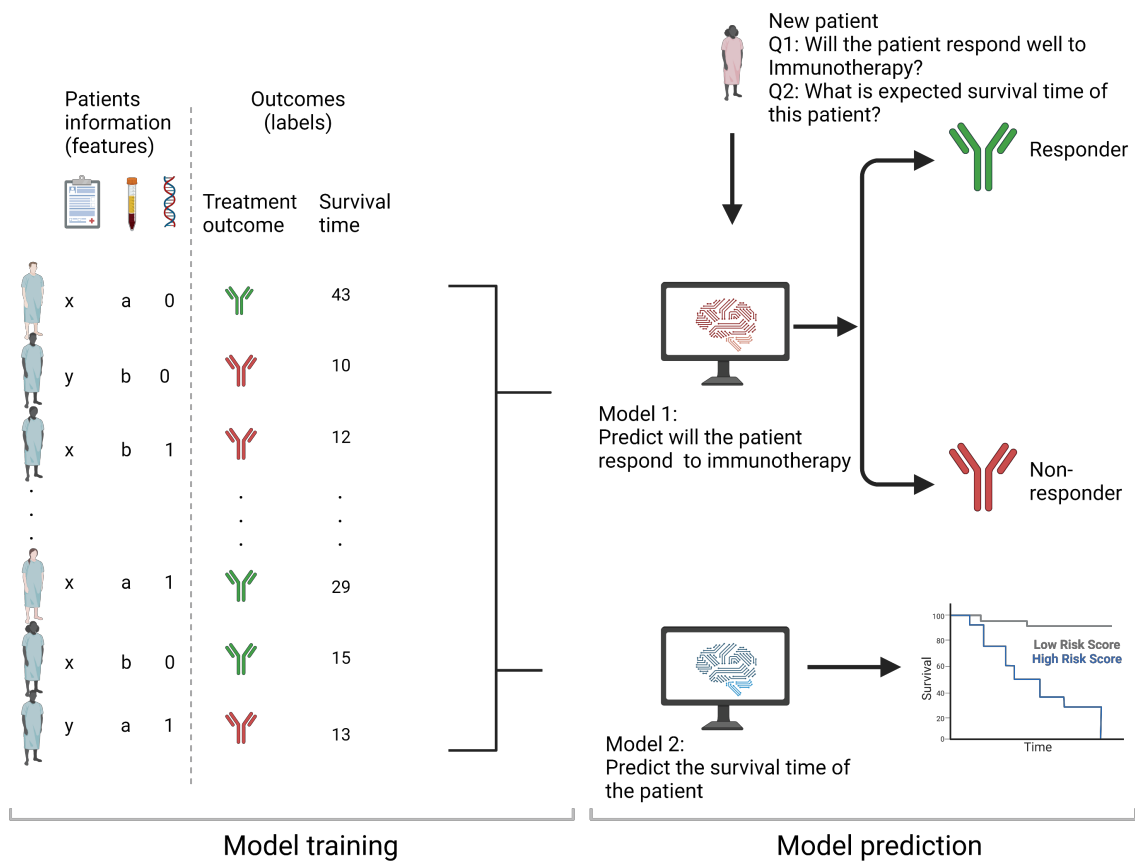 Patients
information
(features)
Outcomes
(labels)
Treatment
outcome
Survival
time
x a 0 43
y b 0 10
x b 1 12
. . .
. . .
. . .
x a 1 29
x b 0 15
y a 1 13
Model training
New patient
Q1: Will the patient respond well to
Immunotherapy?
Q2: What is expected survival time of
this patient?
Responder
Model 1:
Predict will the patient
respond to immunotherapy
Non-
responder
Model 2:
Predict the survival time of
the patient
100
80
60
40
20
0
Survival
Low Risk Score
High Risk Score
Time
Model prediction